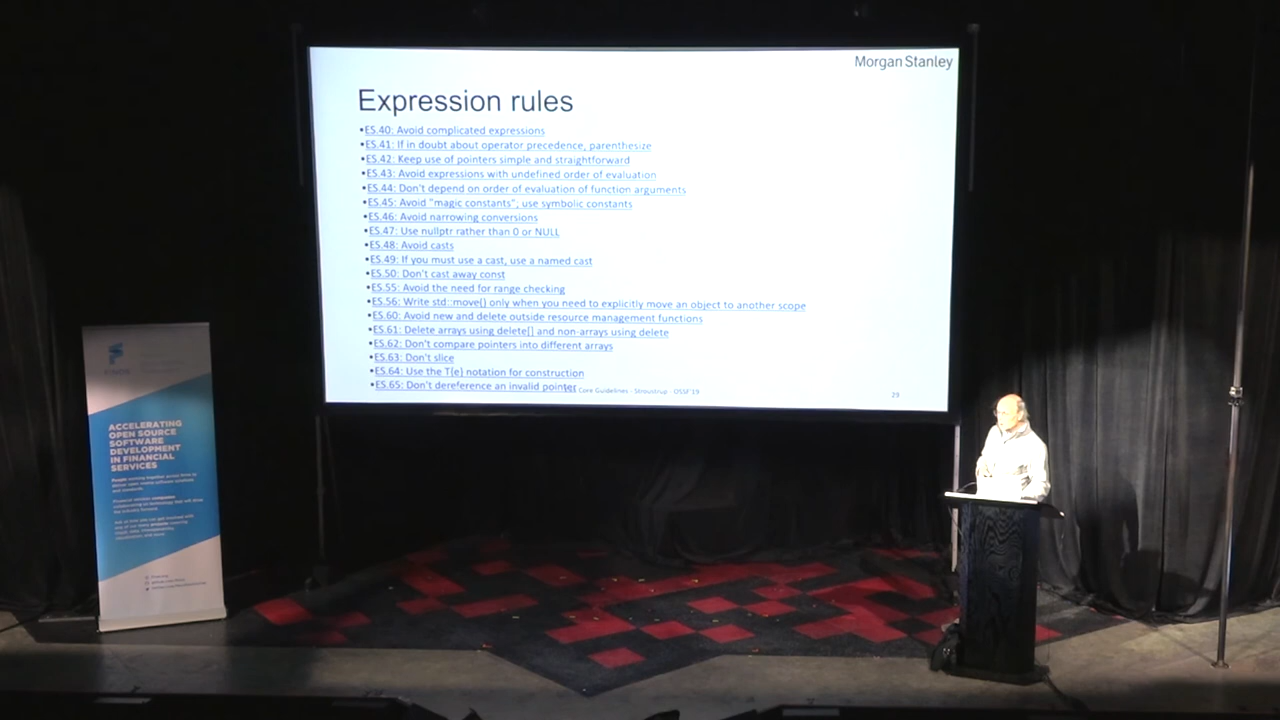 Morgan Stanley
Expression rules
•ES.40: Avoid complicated expressions
•ES.41: If in doubt about operator precedence, parenthesize
•ES.42: Keep use of pointers simple and straightforward
•ES.43: Avoid expressions with undefined order of evaluation
•ES.44: Don't depend on order of evaluation of function arguments
•ES.45: Avoid "magic constants", use symbolic constants
•ES.46: Avoid narrowing conversions
•ES.47: Use nullptr rather than 0 or NULL
•ES.48: Avoid casts
•ES.49: If you must use a cast, use a named cast
•ES.50: Don't cast away const
•ES.55: Avoid the need for range checking
•ES.56: Write std::move() only when you need to explicitly move an object to another scope
•ES.60: Avoid new and delete outside resource management functions
•ES.61: Delete arrays using delete[] and non-arrays using delete
•ES.62: Don't compare pointers into different arrays
•ES.63: Don't slice
•ES.64: Use the T{e} notation for construction
•ES.65: Don't dereference an invalid pointer
Core Guidelines - Stroustrup - OSSF'19
23
FINOS
ACCELERATING
OPEN SOURCE
SOFTWARE
DEVELOPMENT
IN FINANCIAL
SERVICES